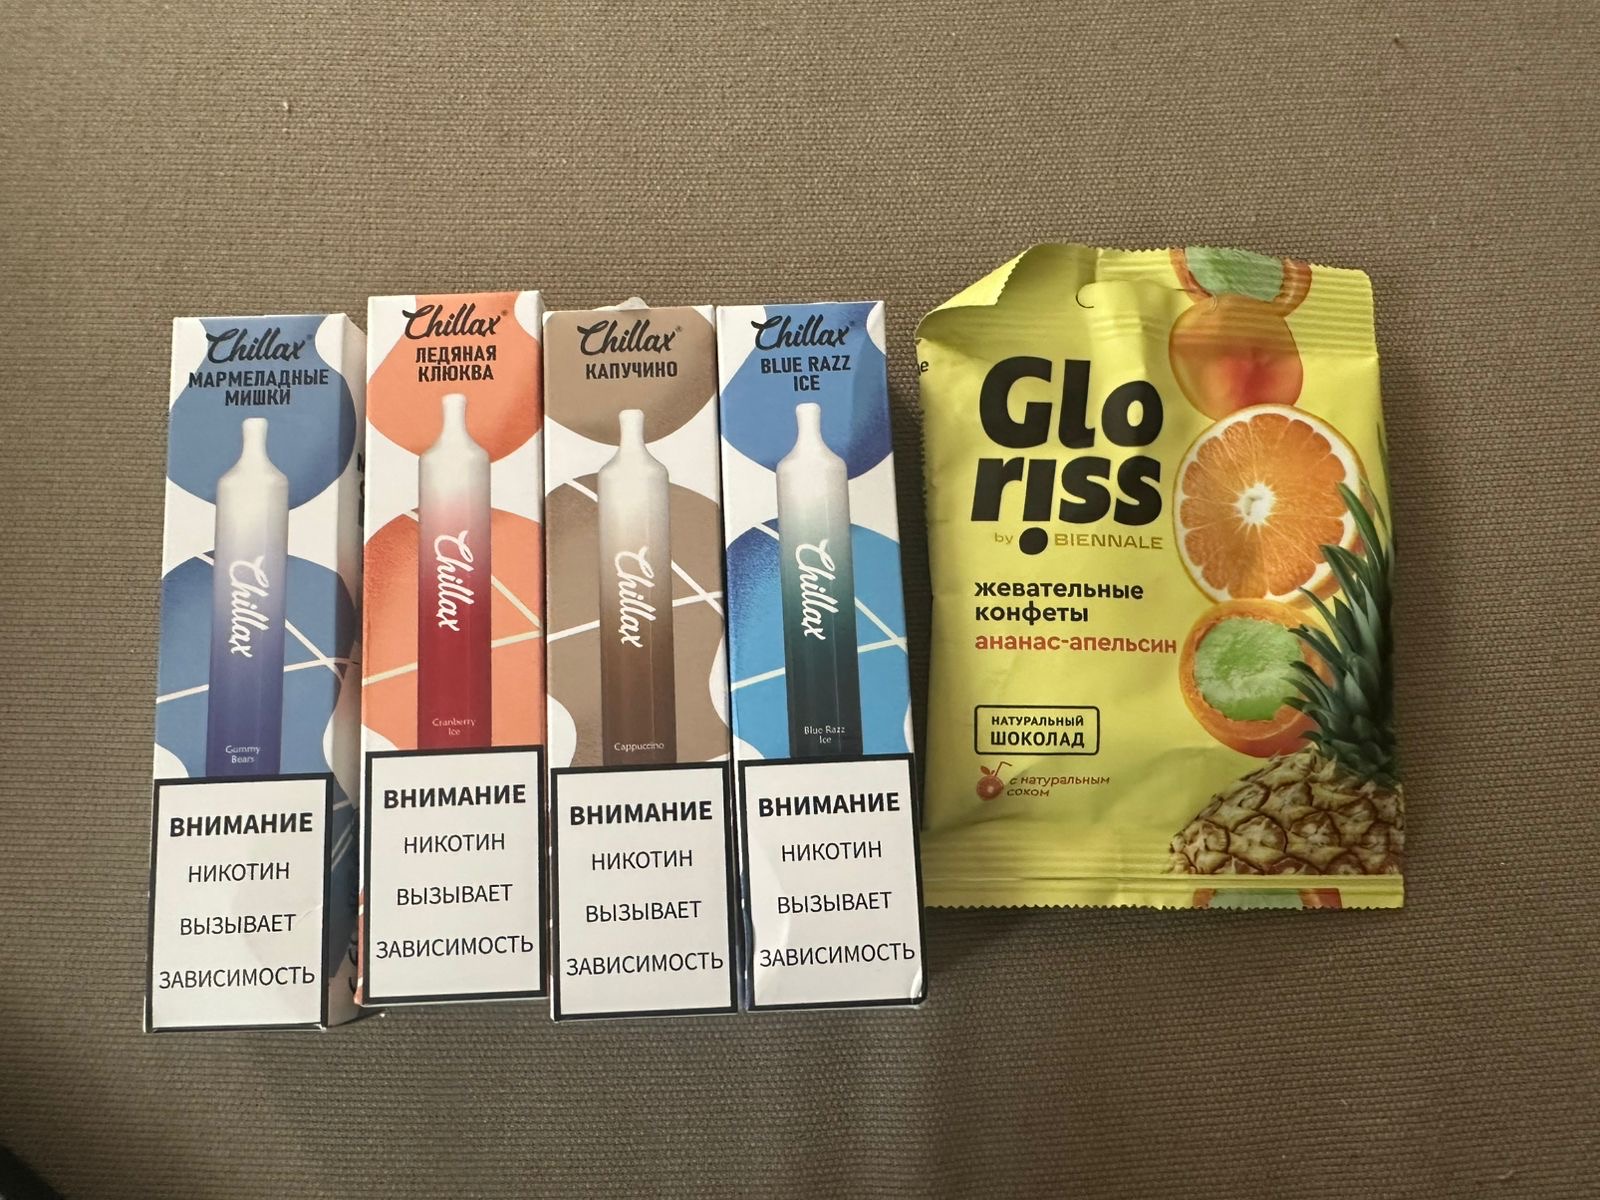 Chillax®
МАРМЕЛАДНЫЕ
МИШКИ
Chillax
Gummy
Bears
ВНИМАНИЕ
НИКОТИН
ВЫЗЫВАЕТ
ЗАВИСИМОСТЬ
Chillax®
ЛЕДЯНАЯ
КЛЮКВА
Chillax
Cranberry
Ice
ВНИМАНИЕ
НИКОТИН
ВЫЗЫВАЕТ
ЗАВИСИМОСТЬ
Chillax®
КАПУЧИНО
Chillax
Cappuccino
ВНИМАНИЕ
НИКОТИН
ВЫЗЫВАЕТ
ЗАВИСИМОСТЬ
Chillax®
BLUE RAZZ
ICE
Chillax
Blue Razz
Ice
ВНИМАНИЕ
НИКОТИН
ВЫЗЫВАЕТ
ЗАВИСИМОСТЬ
Glo
riss
by BIENNALE
жевательные
конфеты
ананас-апельсин
НАТУРАЛЬНЫЙ
ШОКОЛАД
с натуральным
соком